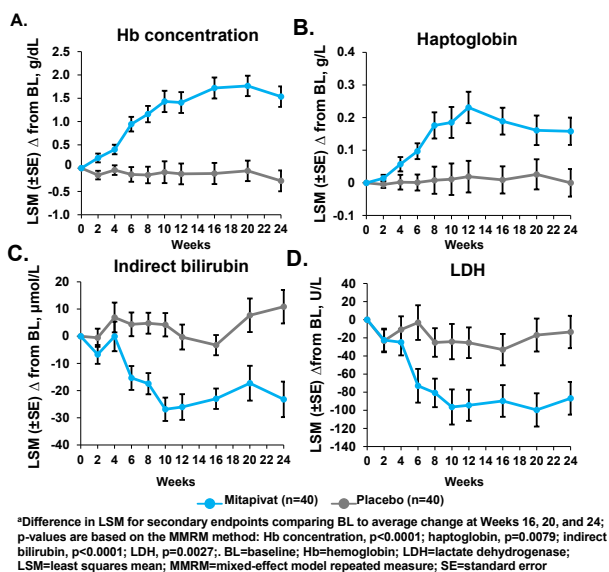 A.
Hb concentration
LSM (±SE) Δ from BL, g/dL
2.5
2.0
1.5
1.0
0.5
0
-0.5
-1.0
0 2 4 6 8 10 12 14 16 18 20 22 24
Weeks
B.
Haptoglobin
LSM (±SE) Δ from BL, g/L
0.4
0.3
0.2
0.1
0
-0.1
0 2 4 6 8 10 12 14 16 18 20 22 24
Weeks
C.
Indirect bilirubin
LSM (±SE) Δ from BL, µmol/L
20
10
0
-10
-20
-30
-40
0 2 4 6 8 10 12 14 16 18 20 22 24
Weeks
D.
LDH
LSM (±SE) Δfrom BL, U/L
40
20
0
-20
-40
-60
-80
-100
-120
-140
0 2 4 6 8 10 12 14 16 18 20 22 24
Weeks
Mitapivat (n=40) Placebo (n=40)
ᵃDifference in LSM for secondary endpoints comparing BL to average change at Weeks 16, 20, and 24;
p-values are based on the MMRM method: Hb concentration, p<0.0001; haptoglobin, p=0.0079; indirect
bilirubin, p<0.0001; LDH, p=0.0027;. BL=baseline; Hb=hemoglobin; LDH=lactate dehydrogenase;
LSM=least squares mean; MMRM=mixed-effect model repeated measure; SE=standard error